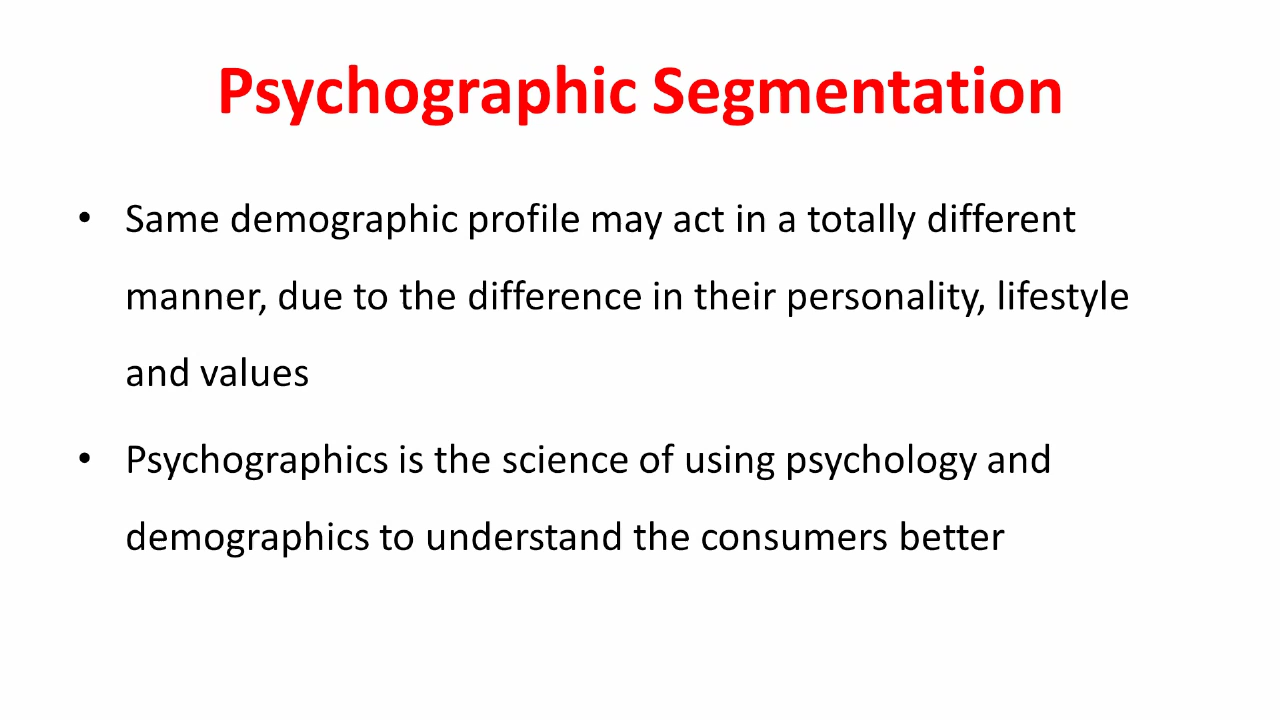 Psychographic Segmentation
• Same demographic profile may act in a totally different
manner, due to the difference in their personality, lifestyle
and values
• Psychographics is the science of using psychology and
demographics to understand the consumers better